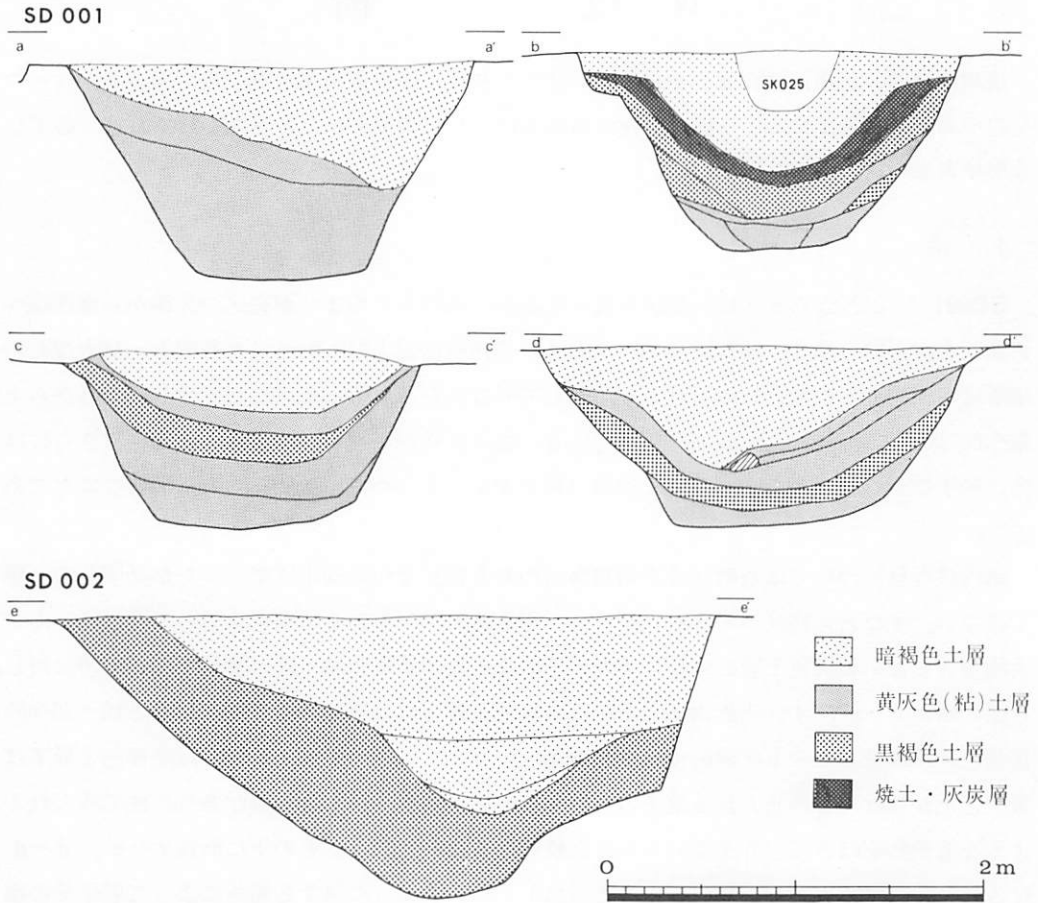 SD 001
a a′
b b′
SK025
c c′
d d′
SD 002
e e′
暗褐色土層
黄灰色(粘)土層
黒褐色土層
焼土・灰炭層
0 2 m